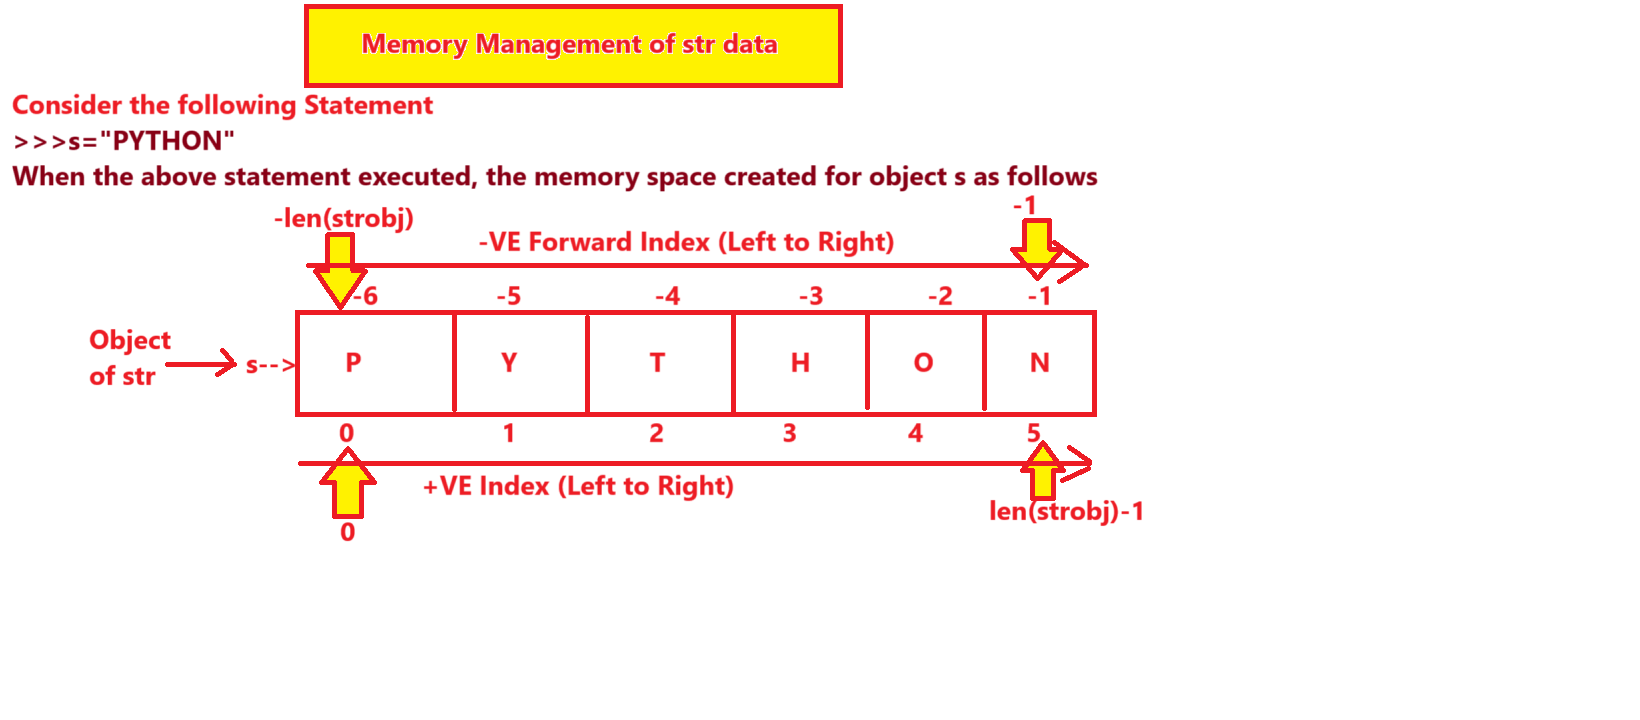 Memory Management of str data
Consider the following Statement
>>>s="PYTHON"
When the above statement executed, the memory space created for object s as follows
-len(strobj)
-1
-VE Forward Index (Left to Right)
-6 -5 -4 -3 -2 -1
Object
of str
s-->
P Y T H O N
0 1 2 3 4 5
+VE Index (Left to Right)
0
len(strobj)-1